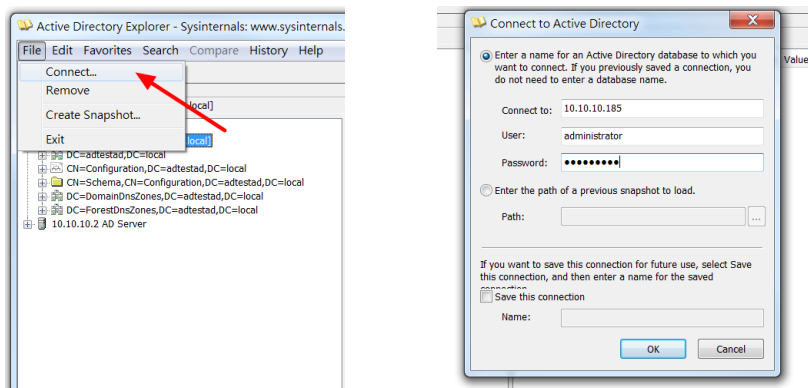 Active Directory Explorer - Sysinternals: www.sysinternals.
File Edit Favorites Search Compare History Help
Connect...
Remove
Create Snapshot...
Exit
local]
local]
DC=adtestad,DC=local
CN=Configuration,DC=adtestad,DC=local
CN=Schema,CN=Configuration,DC=adtestad,DC=local
DC=DomainDnsZones,DC=adtestad,DC=local
DC=ForestDnsZones,DC=adtestad,DC=local
10.10.10.2 AD Server
Connect to Active Directory
Value
Enter a name for an Active Directory database to which you
want to connect. If you previously saved a connection, you
do not need to enter a database name.
Connect to: 10.10.10.185
User: administrator
Password: ●●●●●●●●●
Enter the path of a previous snapshot to load.
Path: ...
If you want to save this connection for future use, select Save
this connection, and then enter a name for the saved
Save this connection
Name:
OK Cancel